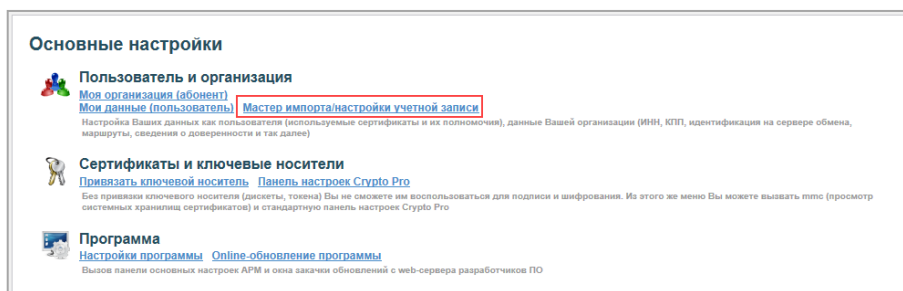 Основные настройки
Пользователь и организация
Моя организация (абонент)
Мои данные (пользователь) Мастер импорта/настройки учетной записи
Настройка Ваших данных как пользователя (используемые сертификаты и их полномочия), данные Вашей организации (ИНН, КПП, идентификация на сервере обмена,
маршруты, сведения о доверенности и так далее)
Сертификаты и ключевые носители
Привязать ключевой носитель Панель настроек Crypto Pro
Без привязки ключевого носителя (дискеты, токена) Вы не сможете им воспользоваться для подписи и шифрования. Из этого же меню Вы можете вызвать mmc (просмотр
системных хранилищ сертификатов) и стандартную панель настроек Crypto Pro
Программа
Настройки программы Online-обновление программы
Вызов панели основных настроек АРМ и окна закачки обновлений с web-сервера разработчиков ПО